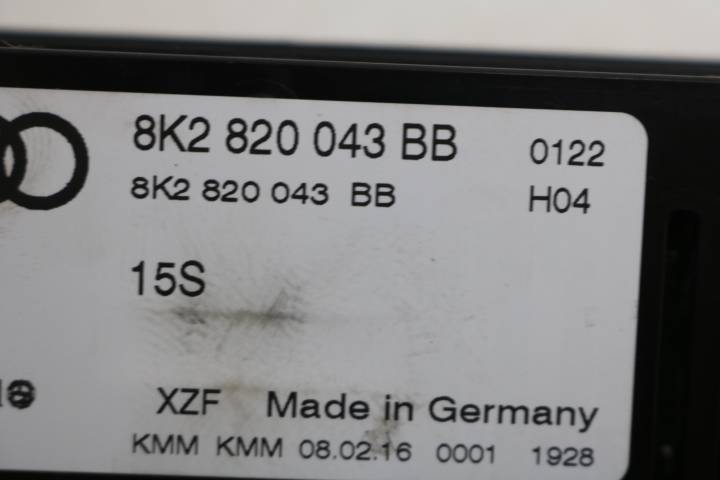 8K2 820 043 BB 0122
8K2 820 043 BB H04
15S
XZF Made in Germany
KMM KMM 08.02.16 0001 1928